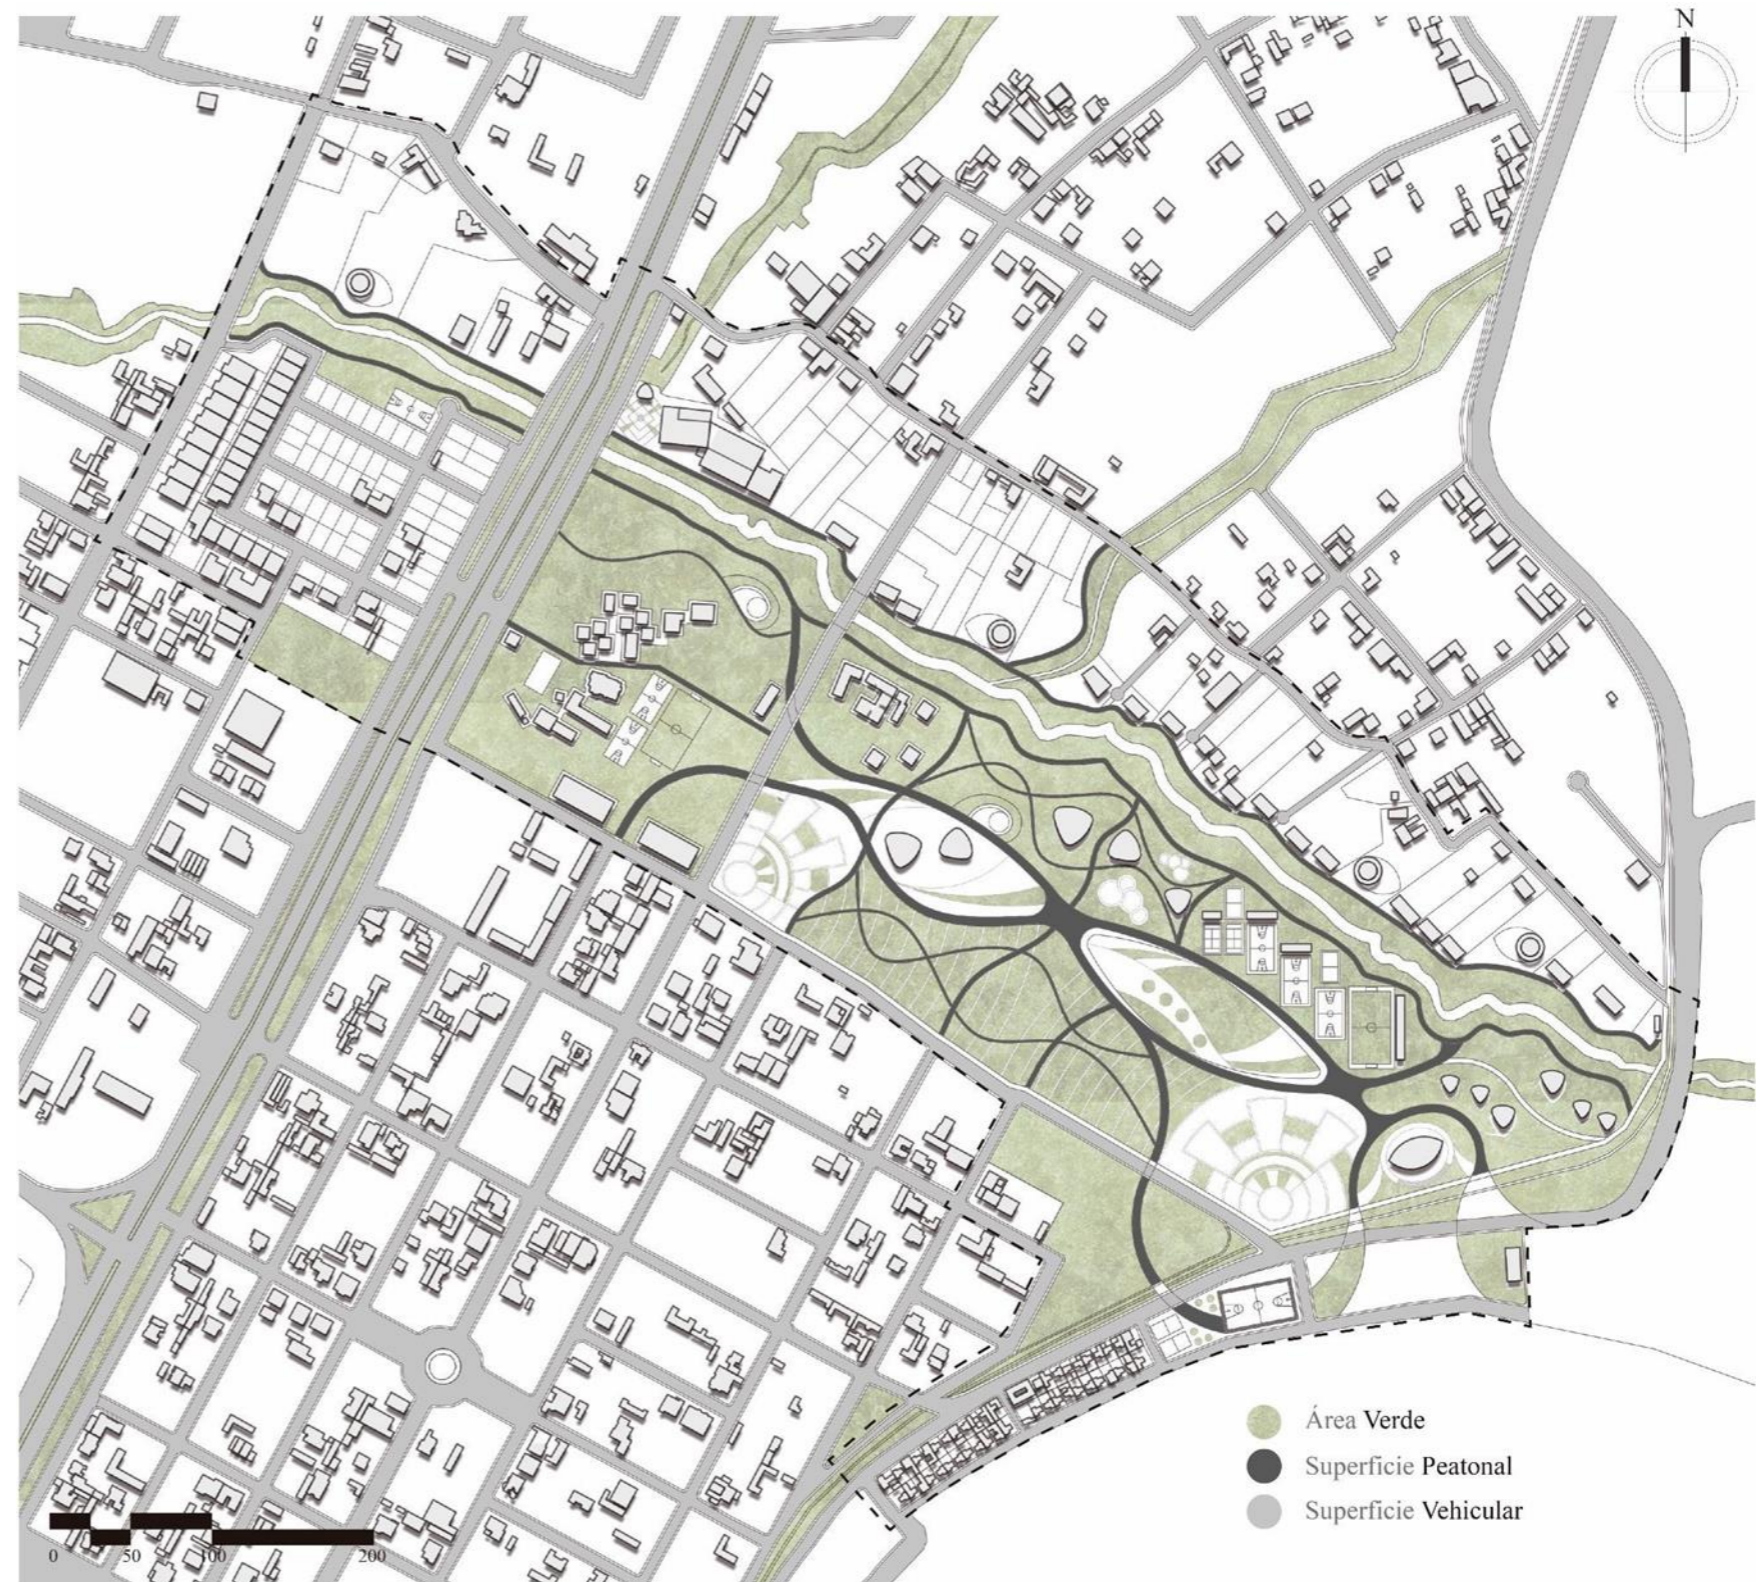 N
Área Verde
Superficie Peatonal
Superficie Vehicular
0 50 100 200